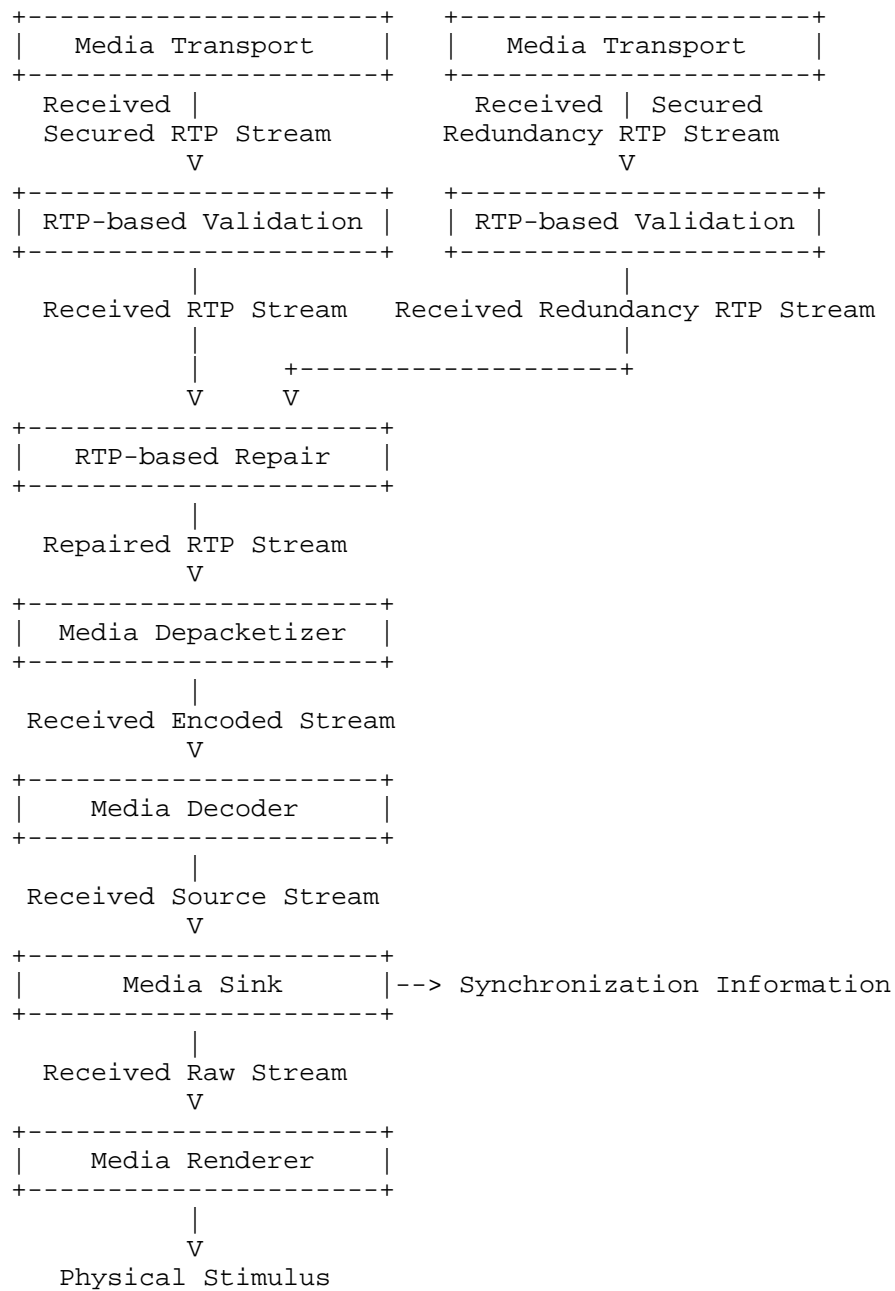 +----------------------+   +----------------------+
|   Media Transport    |   |   Media Transport    |
+----------------------+   +----------------------+
  Received |                 Received | Secured
  Secured RTP Stream       Redundancy RTP Stream
           V                          V
+----------------------+   +----------------------+
| RTP-based Validation |   | RTP-based Validation |
+----------------------+   +----------------------+
           |                          |
  Received RTP Stream   Received Redundancy RTP Stream
           |                          |
           |     +--------------------+
           V     V
+----------------------+
|   RTP-based Repair   |
+----------------------+
           |
  Repaired RTP Stream
           V
+----------------------+
|  Media Depacketizer  |
+----------------------+
           |
 Received Encoded Stream
           V
+----------------------+
|    Media Decoder     |
+----------------------+
           |
 Received Source Stream
           V
+----------------------+
|      Media Sink      |--> Synchronization Information
+----------------------+
           |
  Received Raw Stream
           V
+----------------------+
|    Media Renderer    |
+----------------------+
           |
           V
   Physical Stimulus